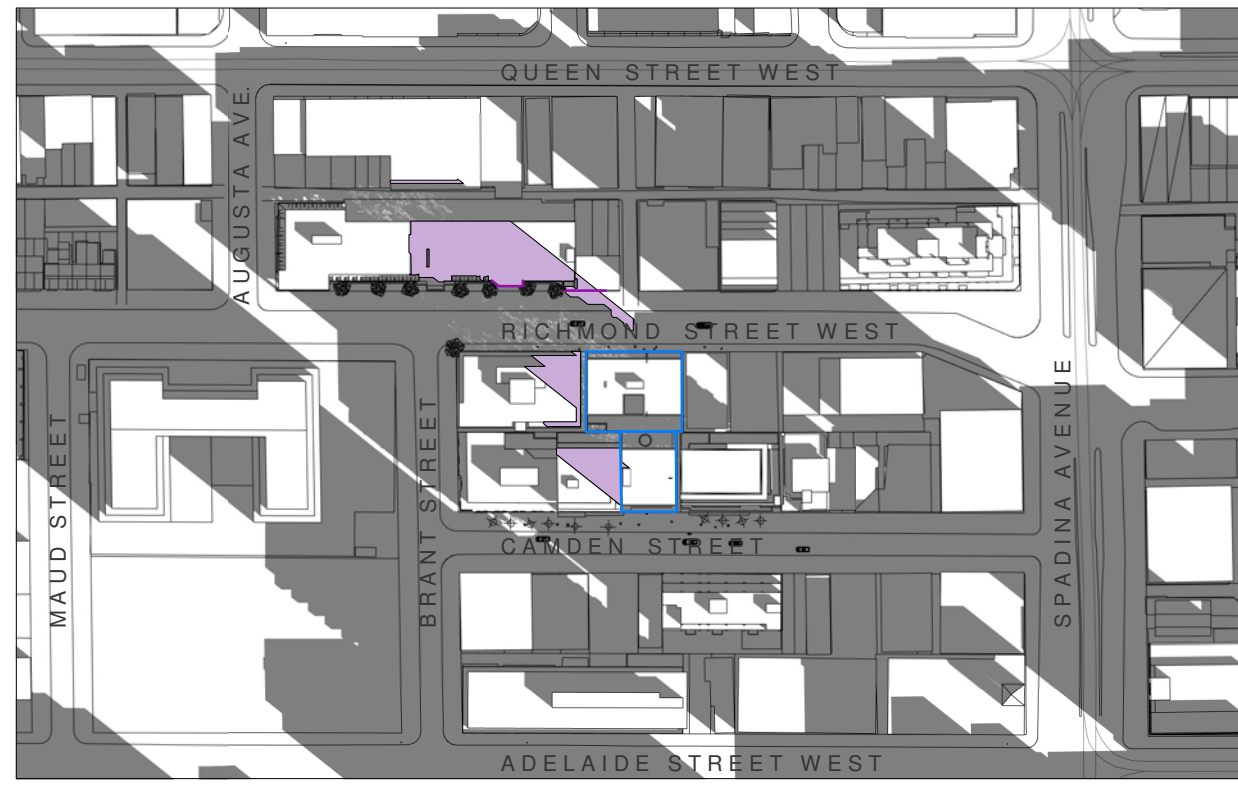 QUEEN STREET WEST
AUGUSTA AVE.
RICHMOND STREET WEST
MAUD STREET
BRANT STREET
SPADINA AVENUE
CAMDEN STREET
ADELAIDE STREET WEST